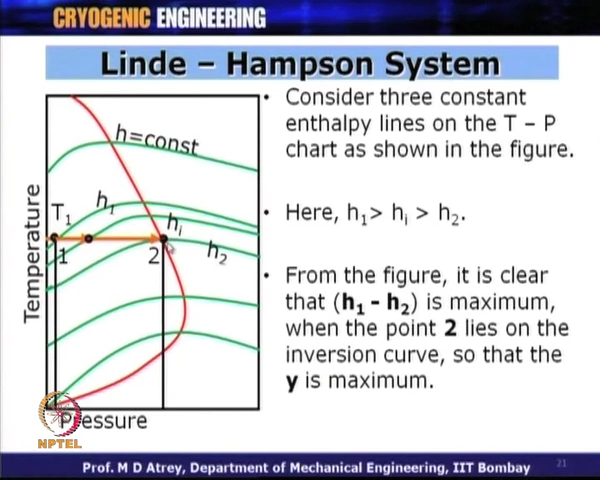 CRYOGENIC ENGINEERING
Linde – Hampson System
h=const
T1
h1
hi
h2
1
2
Temperature
Pressure
• Consider three constant
enthalpy lines on the T – P
chart as shown in the figure.
• Here, h1> hi > h2.
• From the figure, it is clear
that (h1 - h2) is maximum,
when the point 2 lies on the
inversion curve, so that the
y is maximum.
NPTEL
Prof. M D Atrey, Department of Mechanical Engineering, IIT Bombay
21